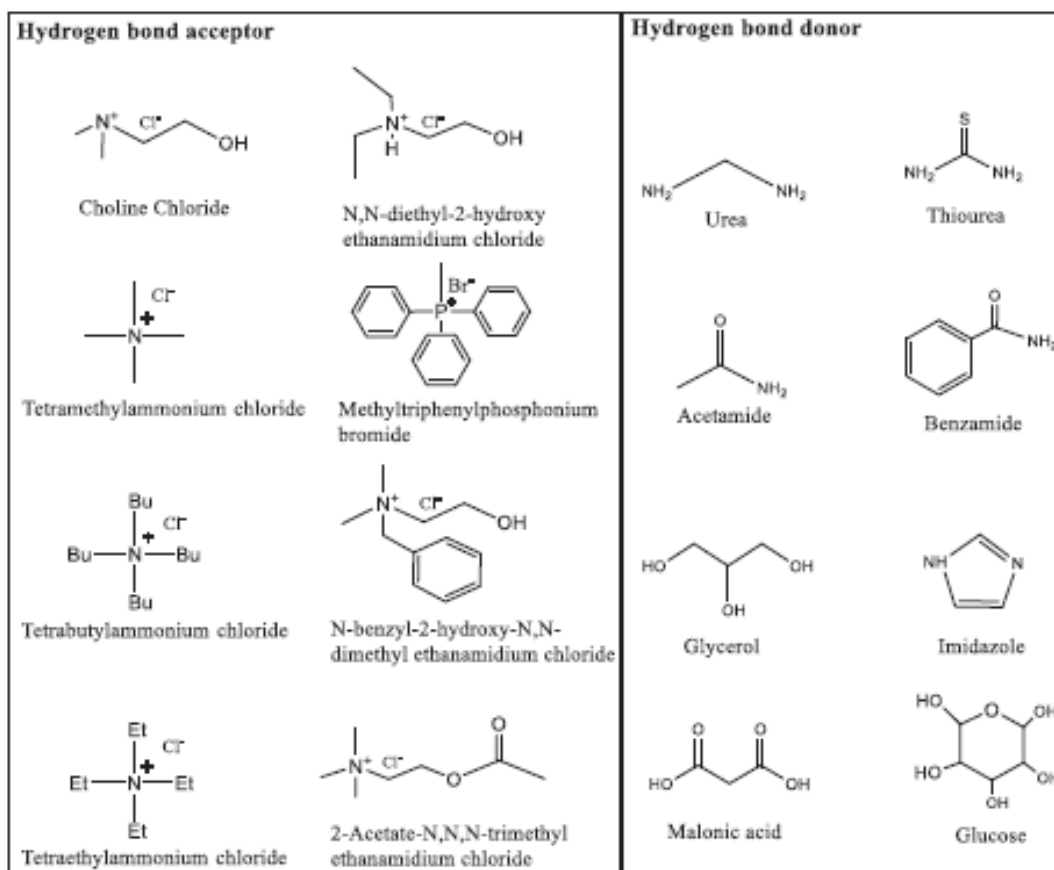 Hydrogen bond acceptor
N⁺
Cl⁻
OH
Choline Chloride
N⁺
H
Cl⁻
OH
N,N-diethyl-2-hydroxy
ethanamidium chloride
Cl⁻
+
N
Tetramethylammonium chloride
Br⁻
P
Methyltriphenylphosphonium
bromide
Bu
Cl⁻
+
Bu
N
Bu
Bu
Tetrabutylammonium chloride
N⁺
Cl⁻
OH
N-benzyl-2-hydroxy-N,N-
dimethyl ethanamidium chloride
Et
Cl⁻
+
Et
N
Et
Et
Tetraethylammonium chloride
O
N⁺
Cl⁻
O
2-Acetate-N,N,N-trimethyl
ethanamidium chloride
Hydrogen bond donor
NH₂
NH₂
Urea
S
NH₂
NH₂
Thiourea
O
NH₂
Acetamide
O
NH₂
Benzamide
HO
OH
OH
Glycerol
NH
N
Imidazole
O
O
HO
OH
Malonic acid
HO
O
OH
HO
OH
OH
Glucose